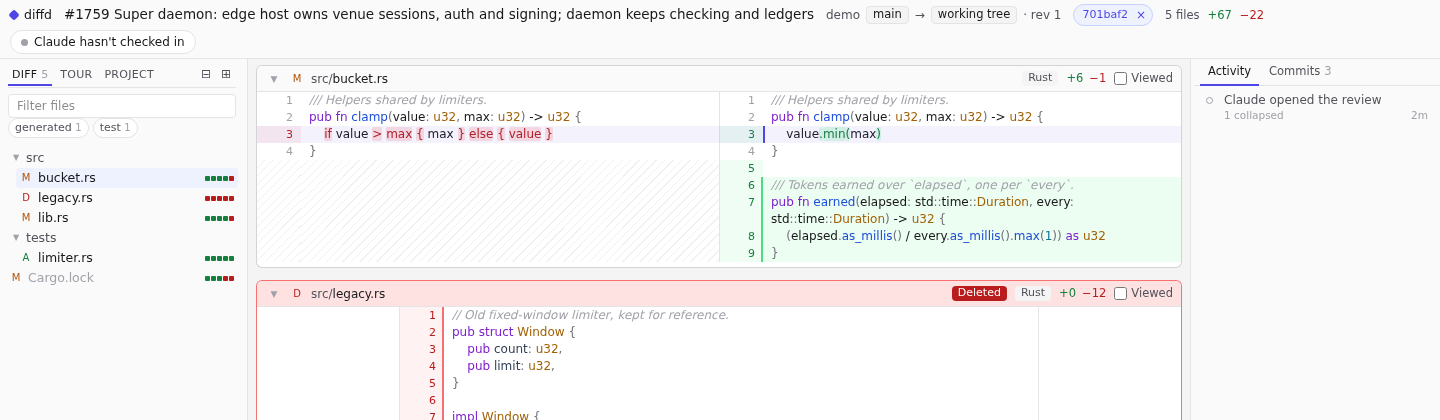 diffd #1759 Super daemon: edge host owns venue sessions, auth and signing; daemon keeps checking and ledgers demo main → working tree · rev 1 701baf2 × 5 files +67 −22
Claude hasn't checked in
DIFF 5 TOUR PROJECT
Filter files
generated 1 test 1
src
M bucket.rs
D legacy.rs
M lib.rs
tests
A limiter.rs
M Cargo.lock
M src/bucket.rs Rust +6 −1 Viewed
1 /// Helpers shared by limiters.
2 pub fn clamp(value: u32, max: u32) -> u32 {
3 if value > max { max } else { value }
4 }
1 /// Helpers shared by limiters.
2 pub fn clamp(value: u32, max: u32) -> u32 {
3 value.min(max)
4 }
5
6 /// Tokens earned over `elapsed`, one per `every`.
7 pub fn earned(elapsed: std::time::Duration, every:
std::time::Duration) -> u32 {
8 (elapsed.as_millis() / every.as_millis().max(1)) as u32
9 }
D src/legacy.rs Deleted Rust +0 −12 Viewed
1 // Old fixed-window limiter, kept for reference.
2 pub struct Window {
3 pub count: u32,
4 pub limit: u32,
5 }
6
7 impl Window {
Activity Commits 3
Claude opened the review
1 collapsed 2m